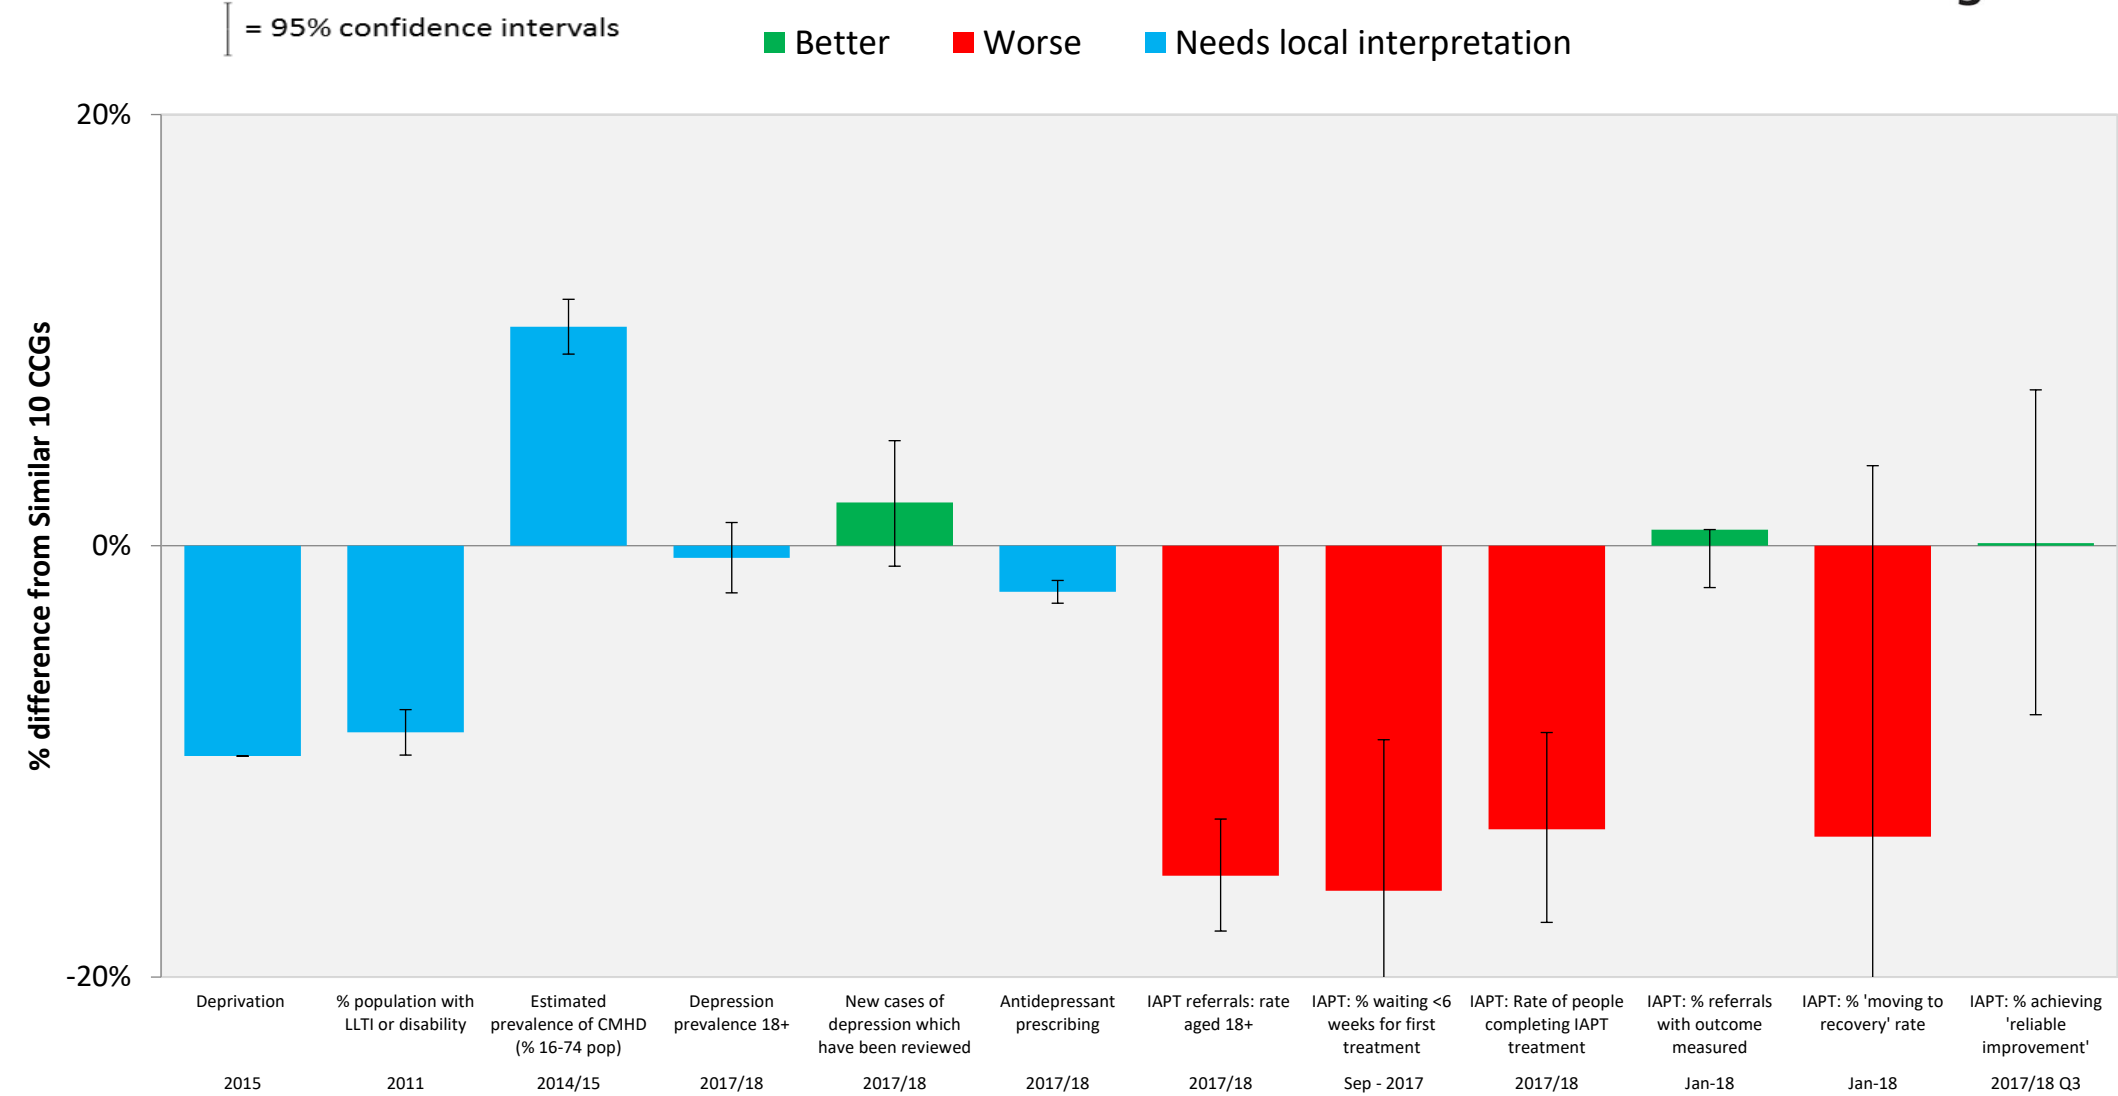 = 95% confidence intervals
Better
Worse
Needs local interpretation
% difference from Similar 10 CCGs
20%
0%
-20%
Deprivation
2015
% population with
LLTI or disability
2011
Estimated
prevalence of CMHD
(% 16-74 pop)
2014/15
Depression
prevalence 18+
2017/18
New cases of
depression which
have been reviewed
2017/18
Antidepressant
prescribing
2017/18
IAPT referrals: rate
aged 18+
2017/18
IAPT: % waiting <6
weeks for first
treatment
Sep - 2017
IAPT: Rate of people
completing IAPT
treatment
2017/18
IAPT: % referrals
with outcome
measured
Jan-18
IAPT: % 'moving to
recovery' rate
Jan-18
IAPT: % achieving
'reliable
improvement'
2017/18 Q3